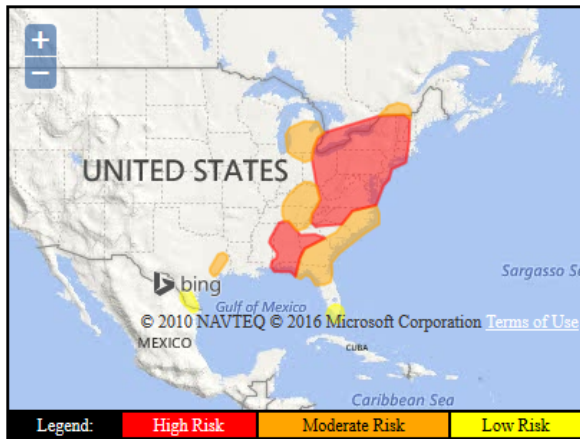 +
−
UNITED STATES
Sargasso Sea
bing
Gulf of Mexico
© 2010 NAVTEQ © 2016 Microsoft Corporation Terms of Use
MEXICO
CUBA
Caribbean Sea
Legend: High Risk Moderate Risk Low Risk